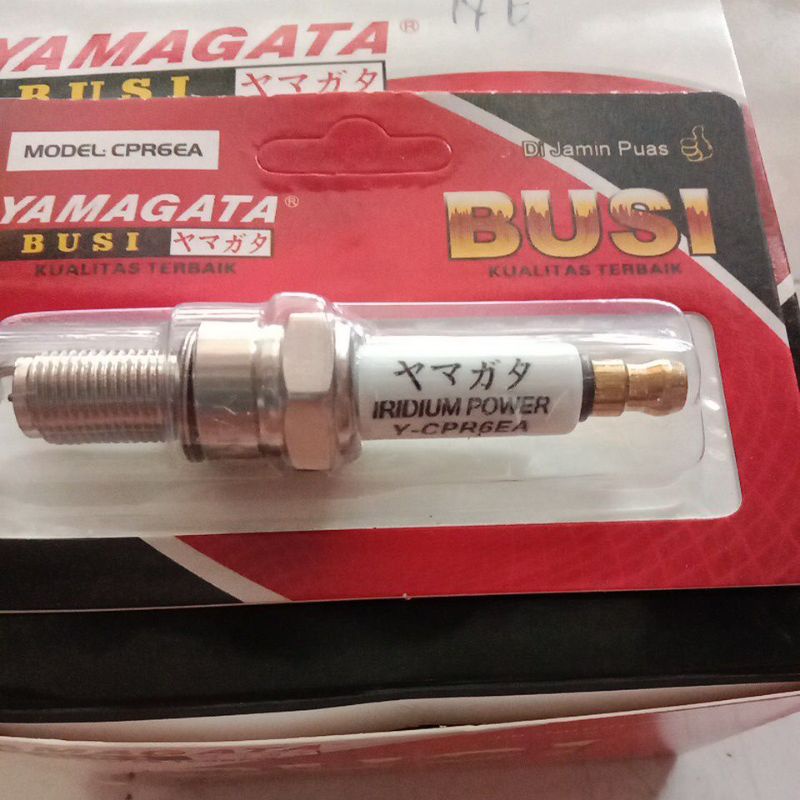 YAMAGATA®
BUSI ヤマガタ
MODEL: CPR6EA
Di Jamin Puas
YAMAGATA®
BUSI ヤマガタ
KUALITAS TERBAIK
BUSI
KUALITAS TERBAIK
ヤマガタ
IRIDIUM POWER
Y-CPR6EA